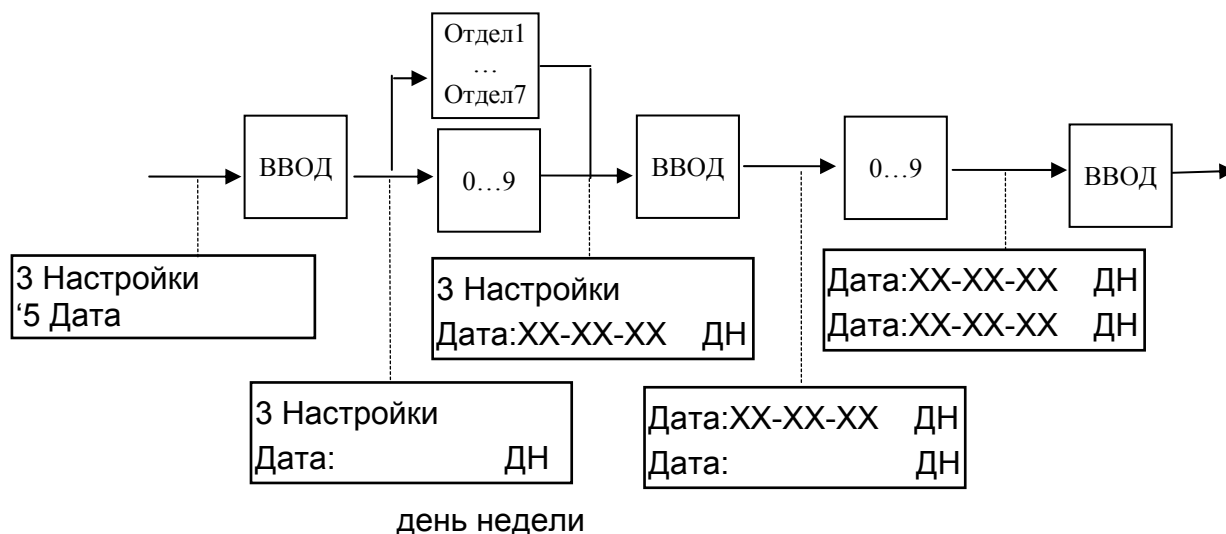 Отдел1
…
Отдел7
ВВОД
0…9
ВВОД
0…9
ВВОД
3 Настройки
‘5 Дата
3 Настройки
Дата:XX-XX-XX ДН
Дата:XX-XX-XX ДН
Дата:XX-XX-XX ДН
3 Настройки
Дата: ДН
Дата:XX-XX-XX ДН
Дата: ДН
день недели